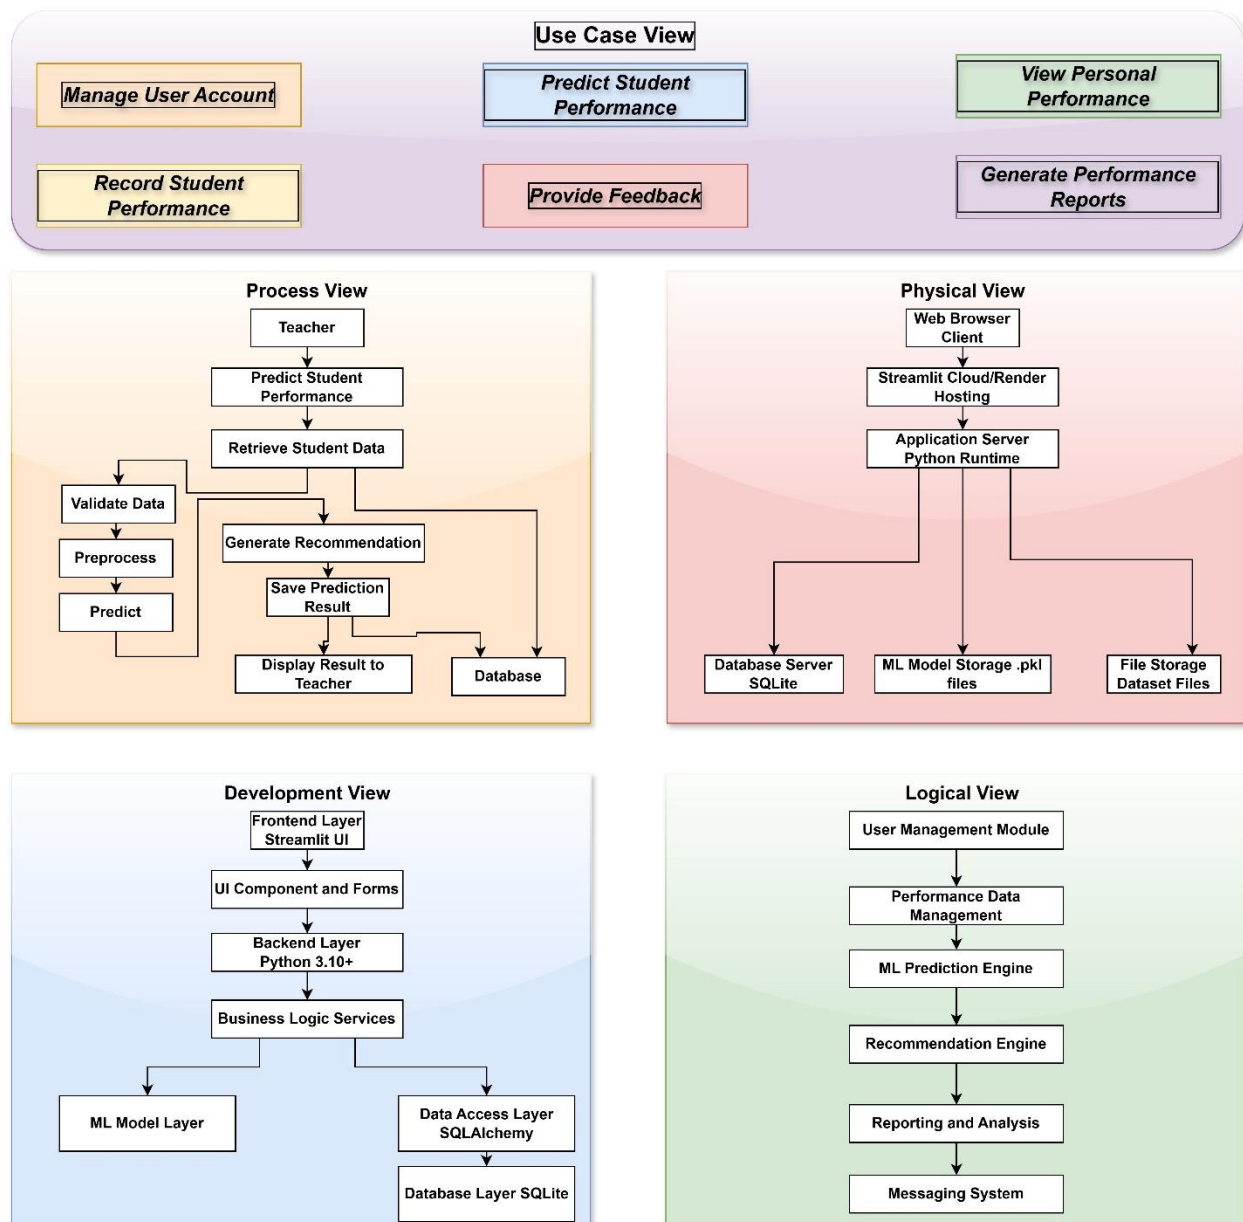 Use Case View
Manage User Account
Predict Student
Performance
View Personal
Performance
Record Student
Performance
Provide Feedback
Generate Performance
Reports
Process View
Teacher
Predict Student
Performance
Retrieve Student Data
Validate Data
Preprocess
Predict
Generate Recommendation
Save Prediction
Result
Display Result to
Teacher
Database
Physical View
Web Browser
Client
Streamlit Cloud/Render
Hosting
Application Server
Python Runtime
Database Server
SQLite
ML Model Storage .pkl
files
File Storage
Dataset Files
Development View
Frontend Layer
Streamlit UI
UI Component and Forms
Backend Layer
Python 3.10+
Business Logic Services
ML Model Layer
Data Access Layer
SQLAlchemy
Database Layer SQLite
Logical View
User Management Module
Performance Data
Management
ML Prediction Engine
Recommendation Engine
Reporting and Analysis
Messaging System